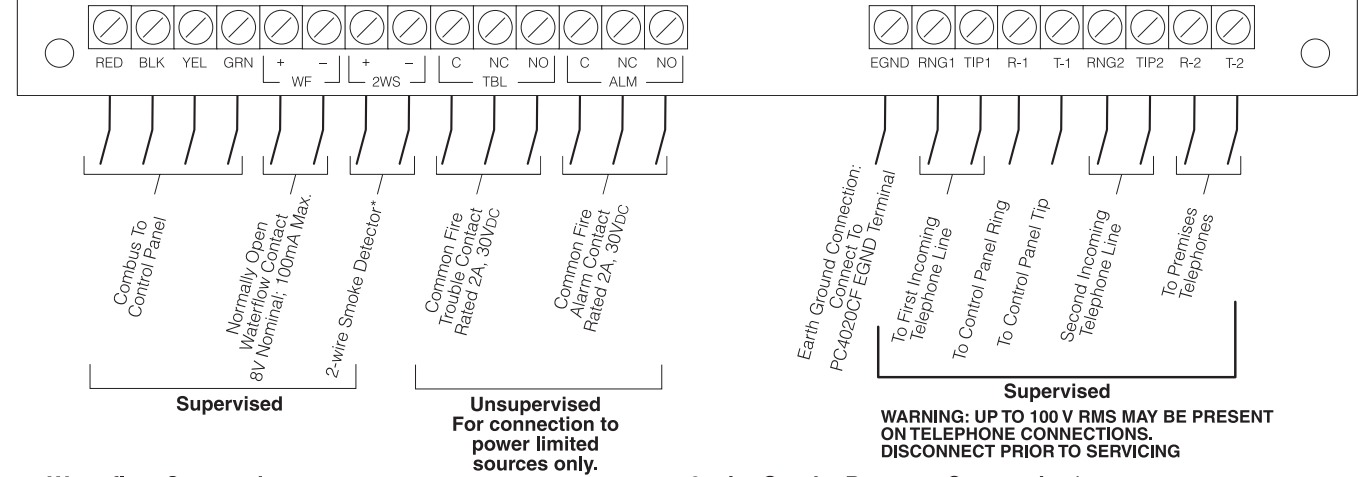 RED BLK YEL GRN + – + – C NC NO C NC NO
WF 2WS TBL ALM
EGND RNG1 TIP1 R-1 T-1 RNG2 TIP2 R-2 T-2
Combus To
Control Panel
Normally Open
Waterflow Contact
8V Nominal; 100mA Max.
2-wire Smoke Detector*
Common Fire
Trouble Contact
Rated 2A, 30VDC
Common Fire
Alarm Contact
Rated 2A, 30VDC
Earth Ground Connection:
Connect To
PC4020CF EGND Terminal
To First Incoming
Telephone Line
To Control Panel Ring
To Control Panel Tip
Second Incoming
Telephone Line
To Premises
Telephones
Supervised
Unsupervised
For connection to
power limited
sources only.
Supervised
WARNING: UP TO 100 V RMS MAY BE PRESENT
ON TELEPHONE CONNECTIONS.
DISCONNECT PRIOR TO SERVICING